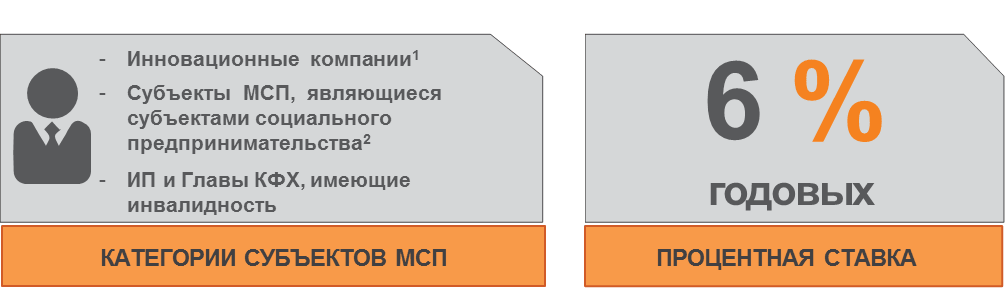 - Инновационные компании¹
- Субъекты МСП, являющиеся
субъектами социального
предпринимательства²
- ИП и Главы КФХ, имеющие
инвалидность
КАТЕГОРИИ СУБЪЕКТОВ МСП
6 %
годовых
ПРОЦЕНТНАЯ СТАВКА